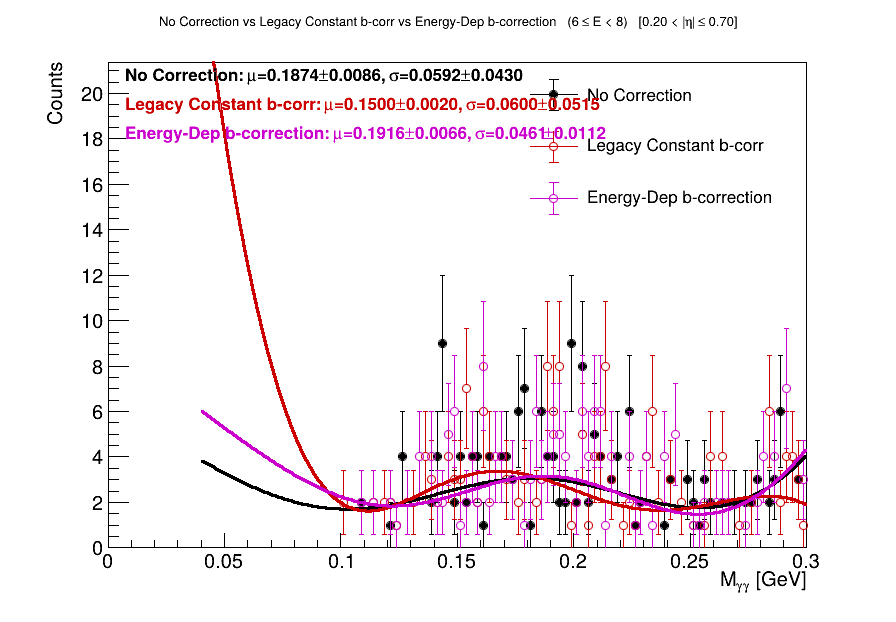 No Correction vs Legacy Constant b-corr vs Energy-Dep b-correction (6 ≤ E < 8) [0.20 < |η| ≤ 0.70]
Counts
No Correction: μ=0.1874±0.0086, σ=0.0592±0.0430
Legacy Constant b-corr: μ=0.1500±0.0020, σ=0.0600±0.0515
Energy-Dep b-correction: μ=0.1916±0.0066, σ=0.0461±0.0112
No Correction
Legacy Constant b-corr
Energy-Dep b-correction
20
18
16
14
12
10
8
6
4
2
0
0 0.05 0.1 0.15 0.2 0.25 0.3
Mγγ [GeV]